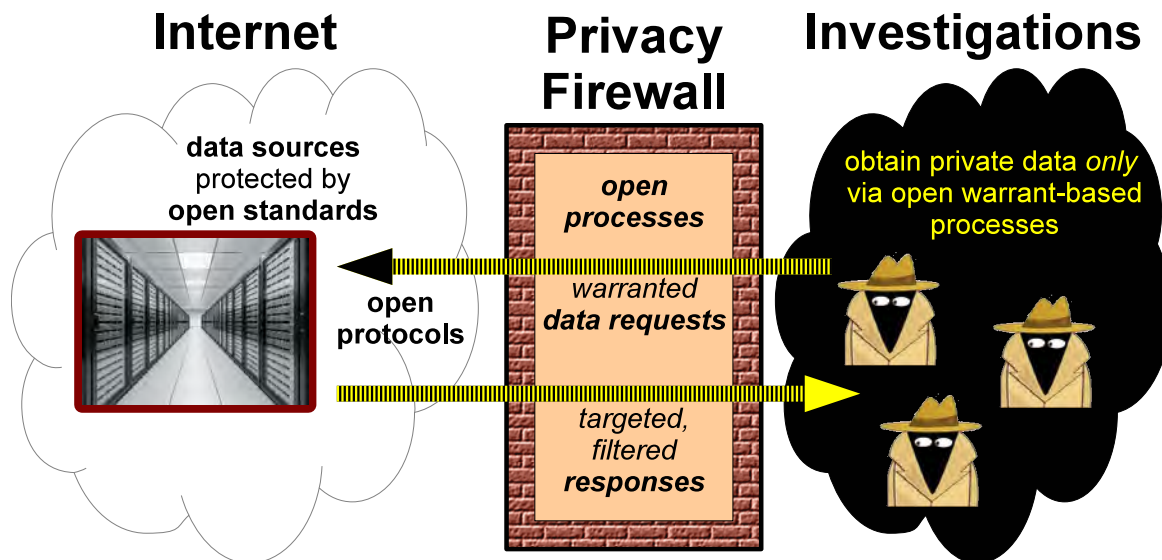 Internet
Privacy
Firewall
Investigations
data sources
protected by
open standards
open
protocols
open
processes
warranted
data requests
targeted,
filtered
responses
obtain private data only
via open warrant-based
processes